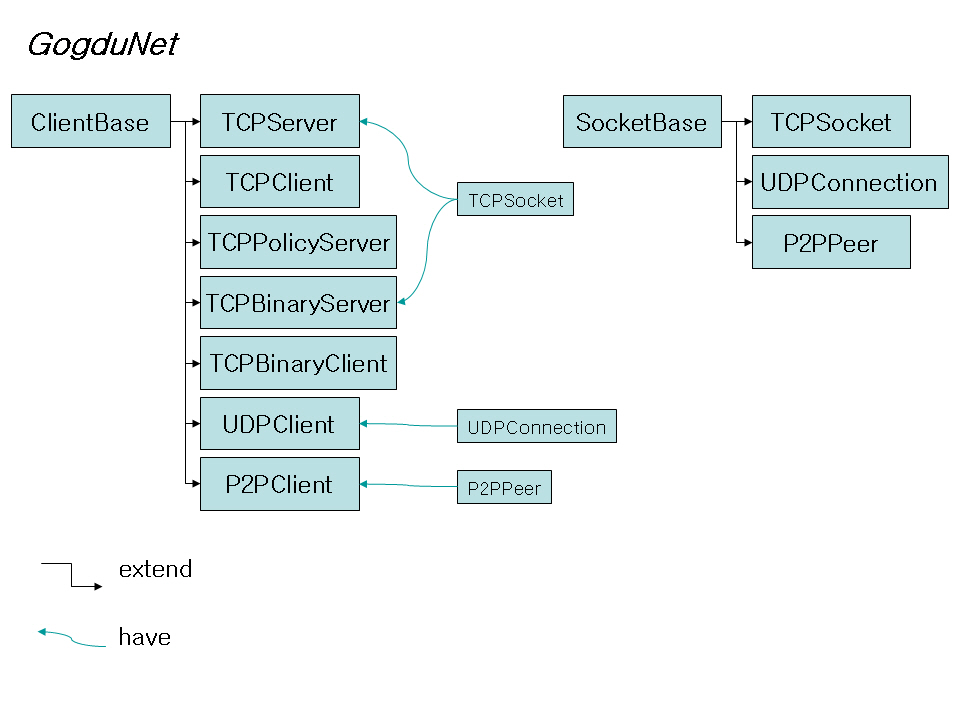 GogduNet
ClientBase
TCPServer
TCPClient
TCPPolicyServer
TCPBinaryServer
TCPBinaryClient
UDPClient
P2PClient
TCPSocket
UDPConnection
P2PPeer
SocketBase
TCPSocket
UDPConnection
P2PPeer
extend
have